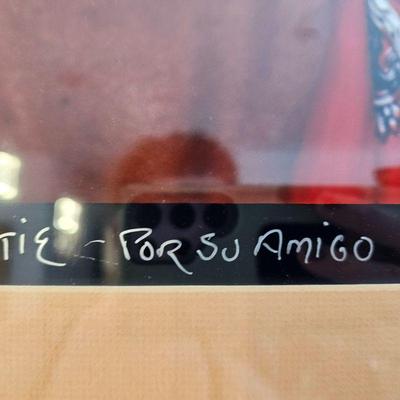 TIE - POR SU AMIGO